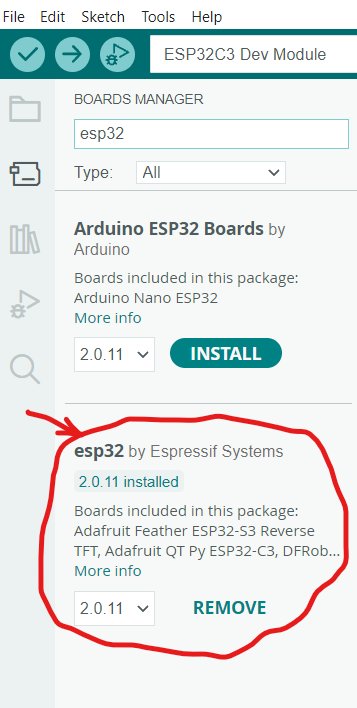 File Edit Sketch Tools Help
ESP32C3 Dev Module
BOARDS MANAGER
esp32
Type: All
Arduino ESP32 Boards by
Arduino
Boards included in this package:
Arduino Nano ESP32
More info
2.0.11 INSTALL
esp32 by Espressif Systems
2.0.11 installed
Boards included in this package:
Adafruit Feather ESP32-S3 Reverse
TFT, Adafruit QT Py ESP32-C3, DFRob...
More info
2.0.11 REMOVE